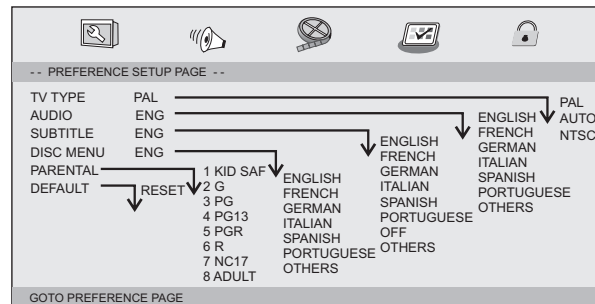 -- PREFERENCE SETUP PAGE --
TV TYPE PAL
AUDIO ENG
SUBTITLE ENG
DISC MENU ENG
PARENTAL
DEFAULT RESET
1 KID SAF
2 G
3 PG
4 PG13
5 PGR
6 R
7 NC17
8 ADULT
ENGLISH
FRENCH
GERMAN
ITALIAN
SPANISH
PORTUGUESE
OTHERS
ENGLISH
FRENCH
GERMAN
ITALIAN
SPANISH
PORTUGUESE
OFF
OTHERS
ENGLISH
FRENCH
GERMAN
ITALIAN
SPANISH
PORTUGUESE
OTHERS
PAL
AUTO
NTSC
GOTO PREFERENCE PAGE